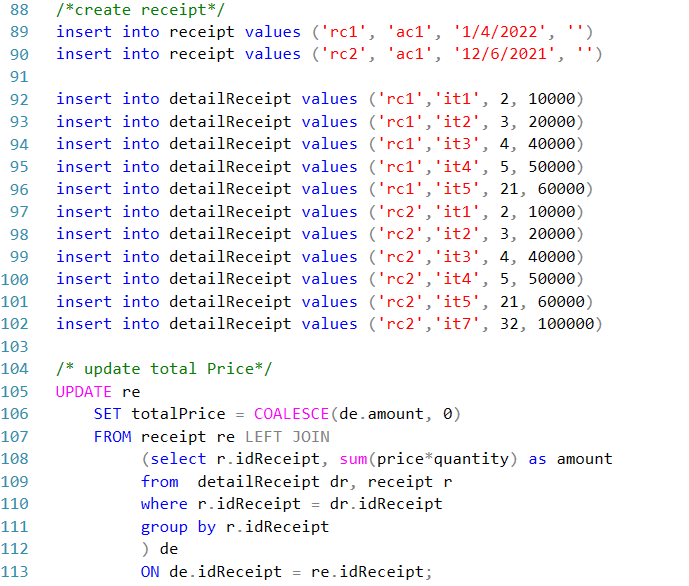 88 /*create receipt*/
89 insert into receipt values ('rc1', 'ac1', '1/4/2022', '')
90 insert into receipt values ('rc2', 'ac1', '12/6/2021', '')
91
92 insert into detailReceipt values ('rc1','it1', 2, 10000)
93 insert into detailReceipt values ('rc1','it2', 3, 20000)
94 insert into detailReceipt values ('rc1','it3', 4, 40000)
95 insert into detailReceipt values ('rc1','it4', 5, 50000)
96 insert into detailReceipt values ('rc1','it5', 21, 60000)
97 insert into detailReceipt values ('rc2','it1', 2, 10000)
98 insert into detailReceipt values ('rc2','it2', 3, 20000)
99 insert into detailReceipt values ('rc2','it3', 4, 40000)
100 insert into detailReceipt values ('rc2','it4', 5, 50000)
101 insert into detailReceipt values ('rc2','it5', 21, 60000)
102 insert into detailReceipt values ('rc2','it7', 32, 100000)
103
104 /* update total Price*/
105 UPDATE re
106     SET totalPrice = COALESCE(de.amount, 0)
107     FROM receipt re LEFT JOIN
108          (select r.idReceipt, sum(price*quantity) as amount
109          from  detailReceipt dr, receipt r
110          where r.idReceipt = dr.idReceipt
111          group by r.idReceipt
112          ) de
113          ON de.idReceipt = re.idReceipt;